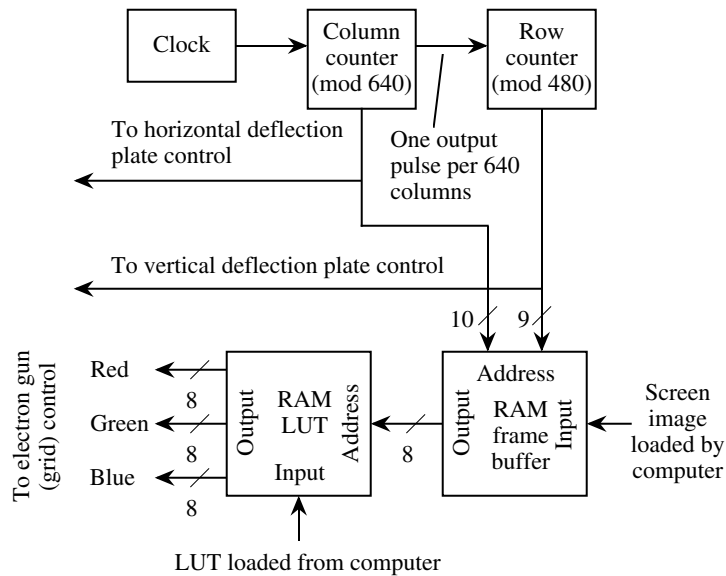 Clock
Column
counter
(mod 640)
Row
counter
(mod 480)
To horizontal deflection
plate control
One output
pulse per 640
columns
To vertical deflection plate control
10
9
To electron gun
(grid) control
Red
8
Green
8
Blue
8
Output
RAM
LUT
Address
Input
8
Address
Output
RAM
frame
buffer
Input
Screen
image
loaded by
computer
LUT loaded from computer